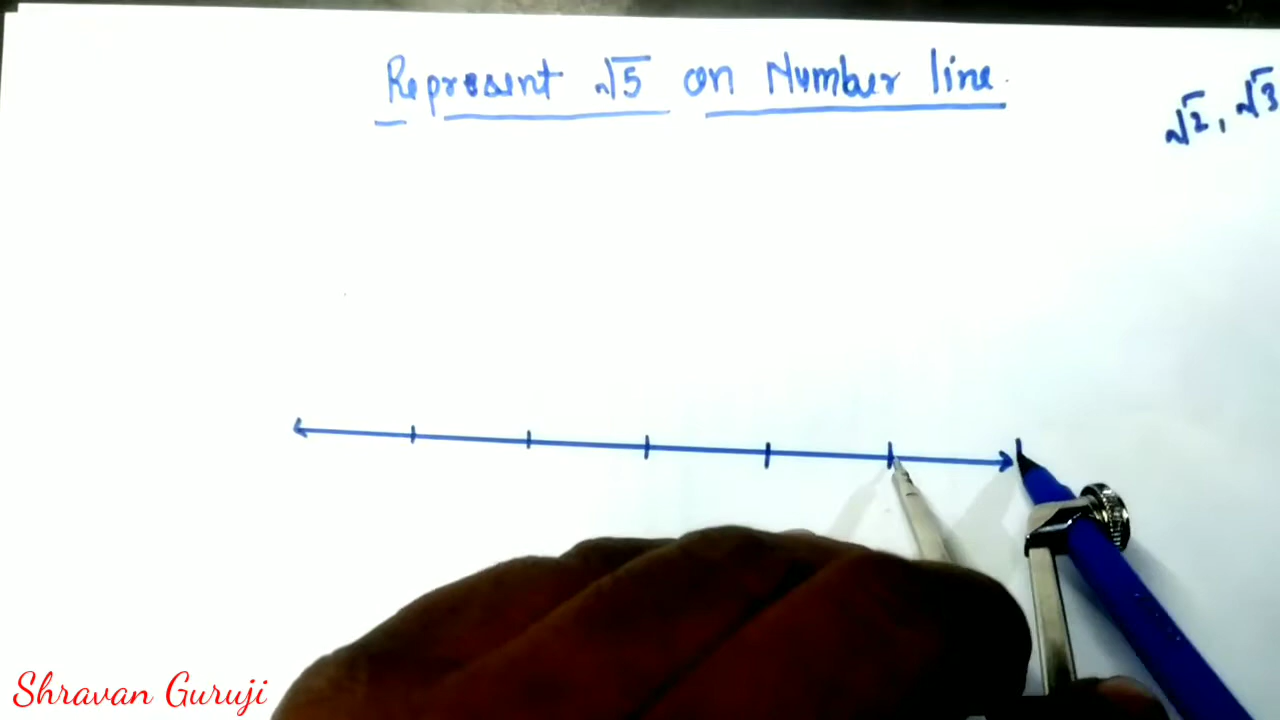 Represent √5 on Number line.
√2, √3
Shravan Guruji